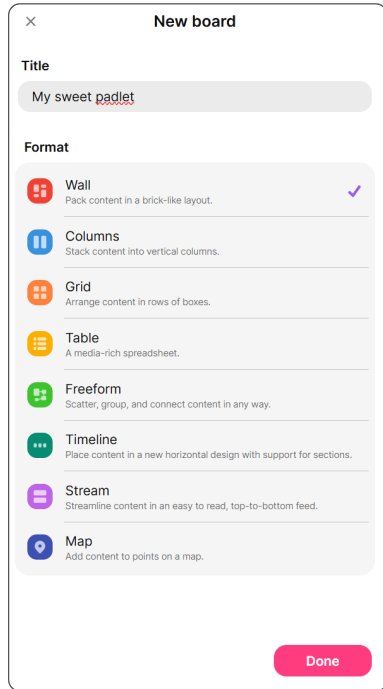 New board
Title
My sweet padlet
Format
Wall
Pack content in a brick-like layout.
Columns
Stack content into vertical columns.
Grid
Arrange content in rows of boxes.
Table
A media-rich spreadsheet.
Freeform
Scatter, group, and connect content in any way.
Timeline
Place content in a new horizontal design with support for sections.
Stream
Streamline content in an easy to read, top-to-bottom feed.
Map
Add content to points on a map.
Done